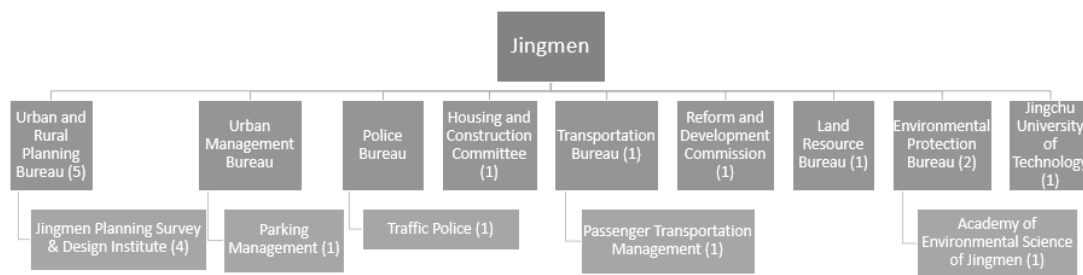 Jingmen
Urban and
Rural
Planning
Bureau (5)
Urban
Management
Bureau
Police
Bureau
Housing and
Construction
Committee
(1)
Transportation
Bureau (1)
Reform and
Development
Commission
(1)
Land
Resource
Bureau (1)
Environmental
Protection
Bureau (2)
Jingchu
University
of
Technology
(1)
Jingmen Planning Survey
& Design Institute (4)
Parking
Management (1)
Traffic Police (1)
Passenger Transportation
Management (1)
Academy of
Environmental Science
of Jingmen (1)